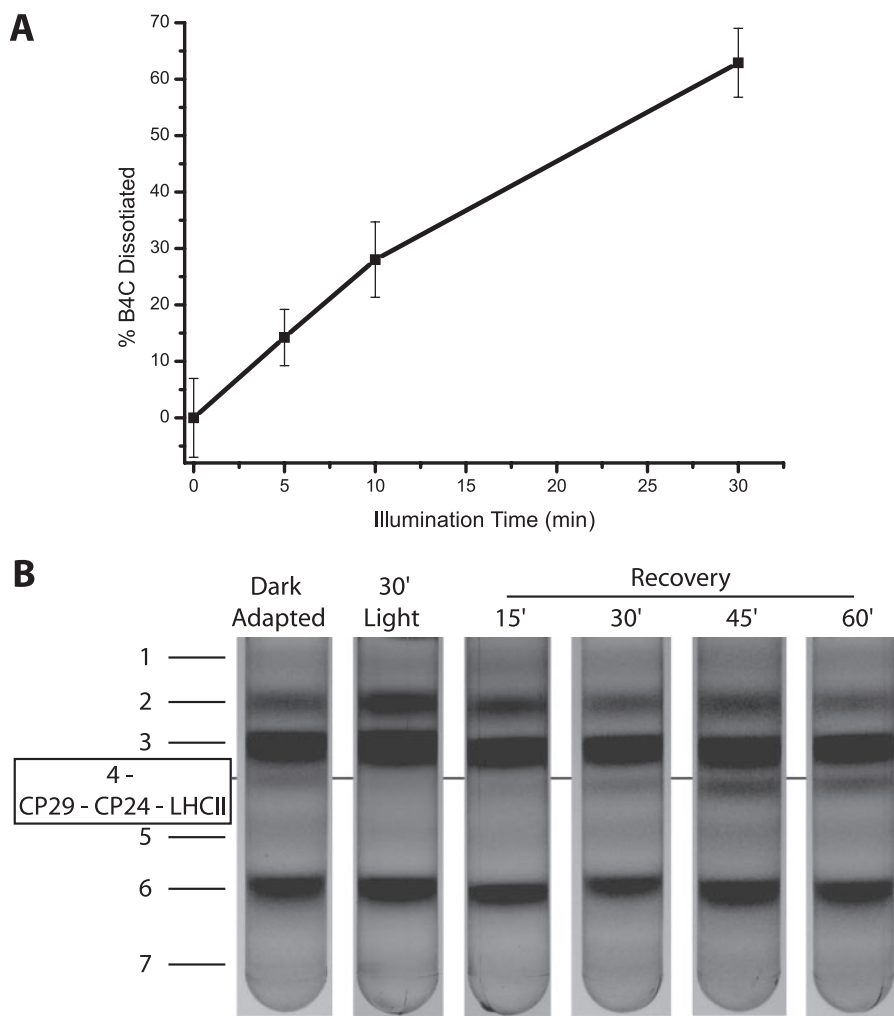 A
70
60
50
40
30
20
10
0
% B4C Dissotiated
0 5 10 15 20 25 30
Illumination Time (min)
B
Dark Adapted
30' Light
Recovery
15' 30' 45' 60'
1
2
3
4 -
CP29 - CP24 - LHCII
5
6
7